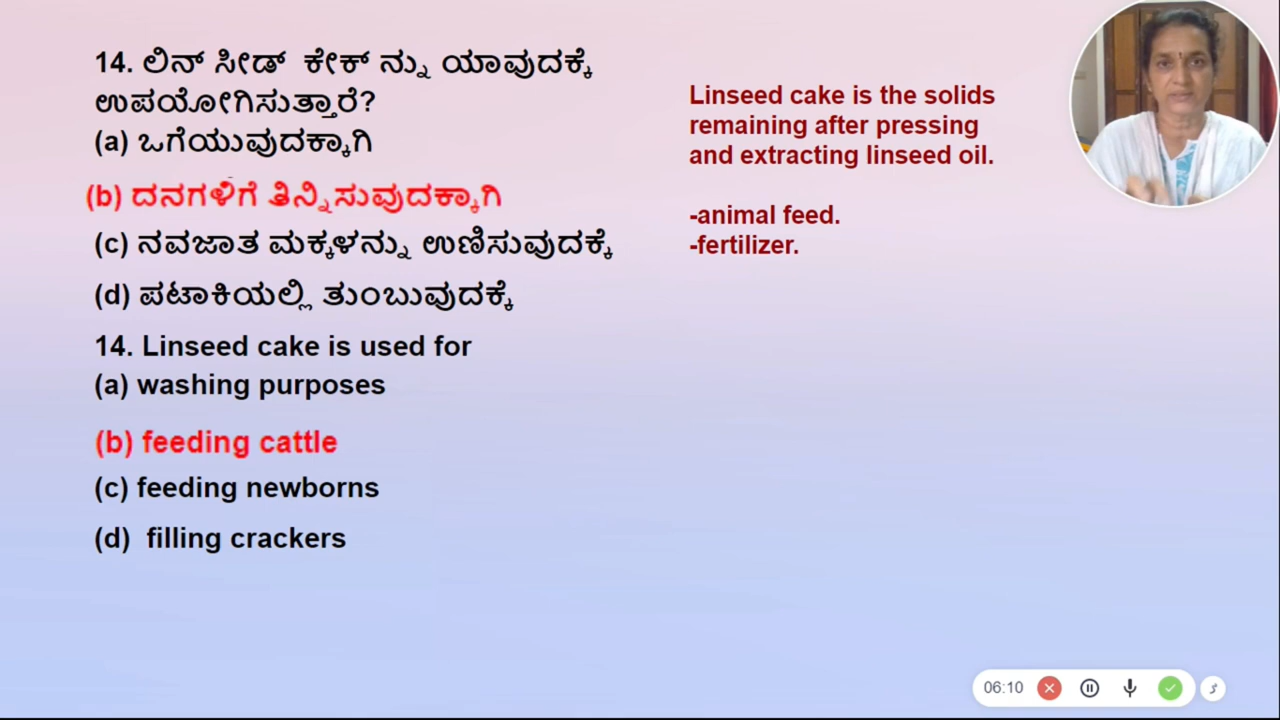 14. ಲಿನ್ ಸೀಡ್ ಕೇಕ್ ನ್ನು ಯಾವುದಕ್ಕೆ
ಉಪಯೋಗಿಸುತ್ತಾರೆ?
(a) ಒಗೆಯುವುದಕ್ಕಾಗಿ
(b) ದನಗಳಿಗೆ ತಿನ್ನಿಸುವುದಕ್ಕಾಗಿ
(c) ನವಜಾತ ಮಕ್ಕಳನ್ನು ಉಣಿಸುವುದಕ್ಕೆ
(d) ಪಟಾಕಿಯಲ್ಲಿ ತುಂಬುವುದಕ್ಕೆ
14. Linseed cake is used for
(a) washing purposes
(b) feeding cattle
(c) feeding newborns
(d) filling crackers
Linseed cake is the solids
remaining after pressing
and extracting linseed oil.
-animal feed.
-fertilizer.
06:10